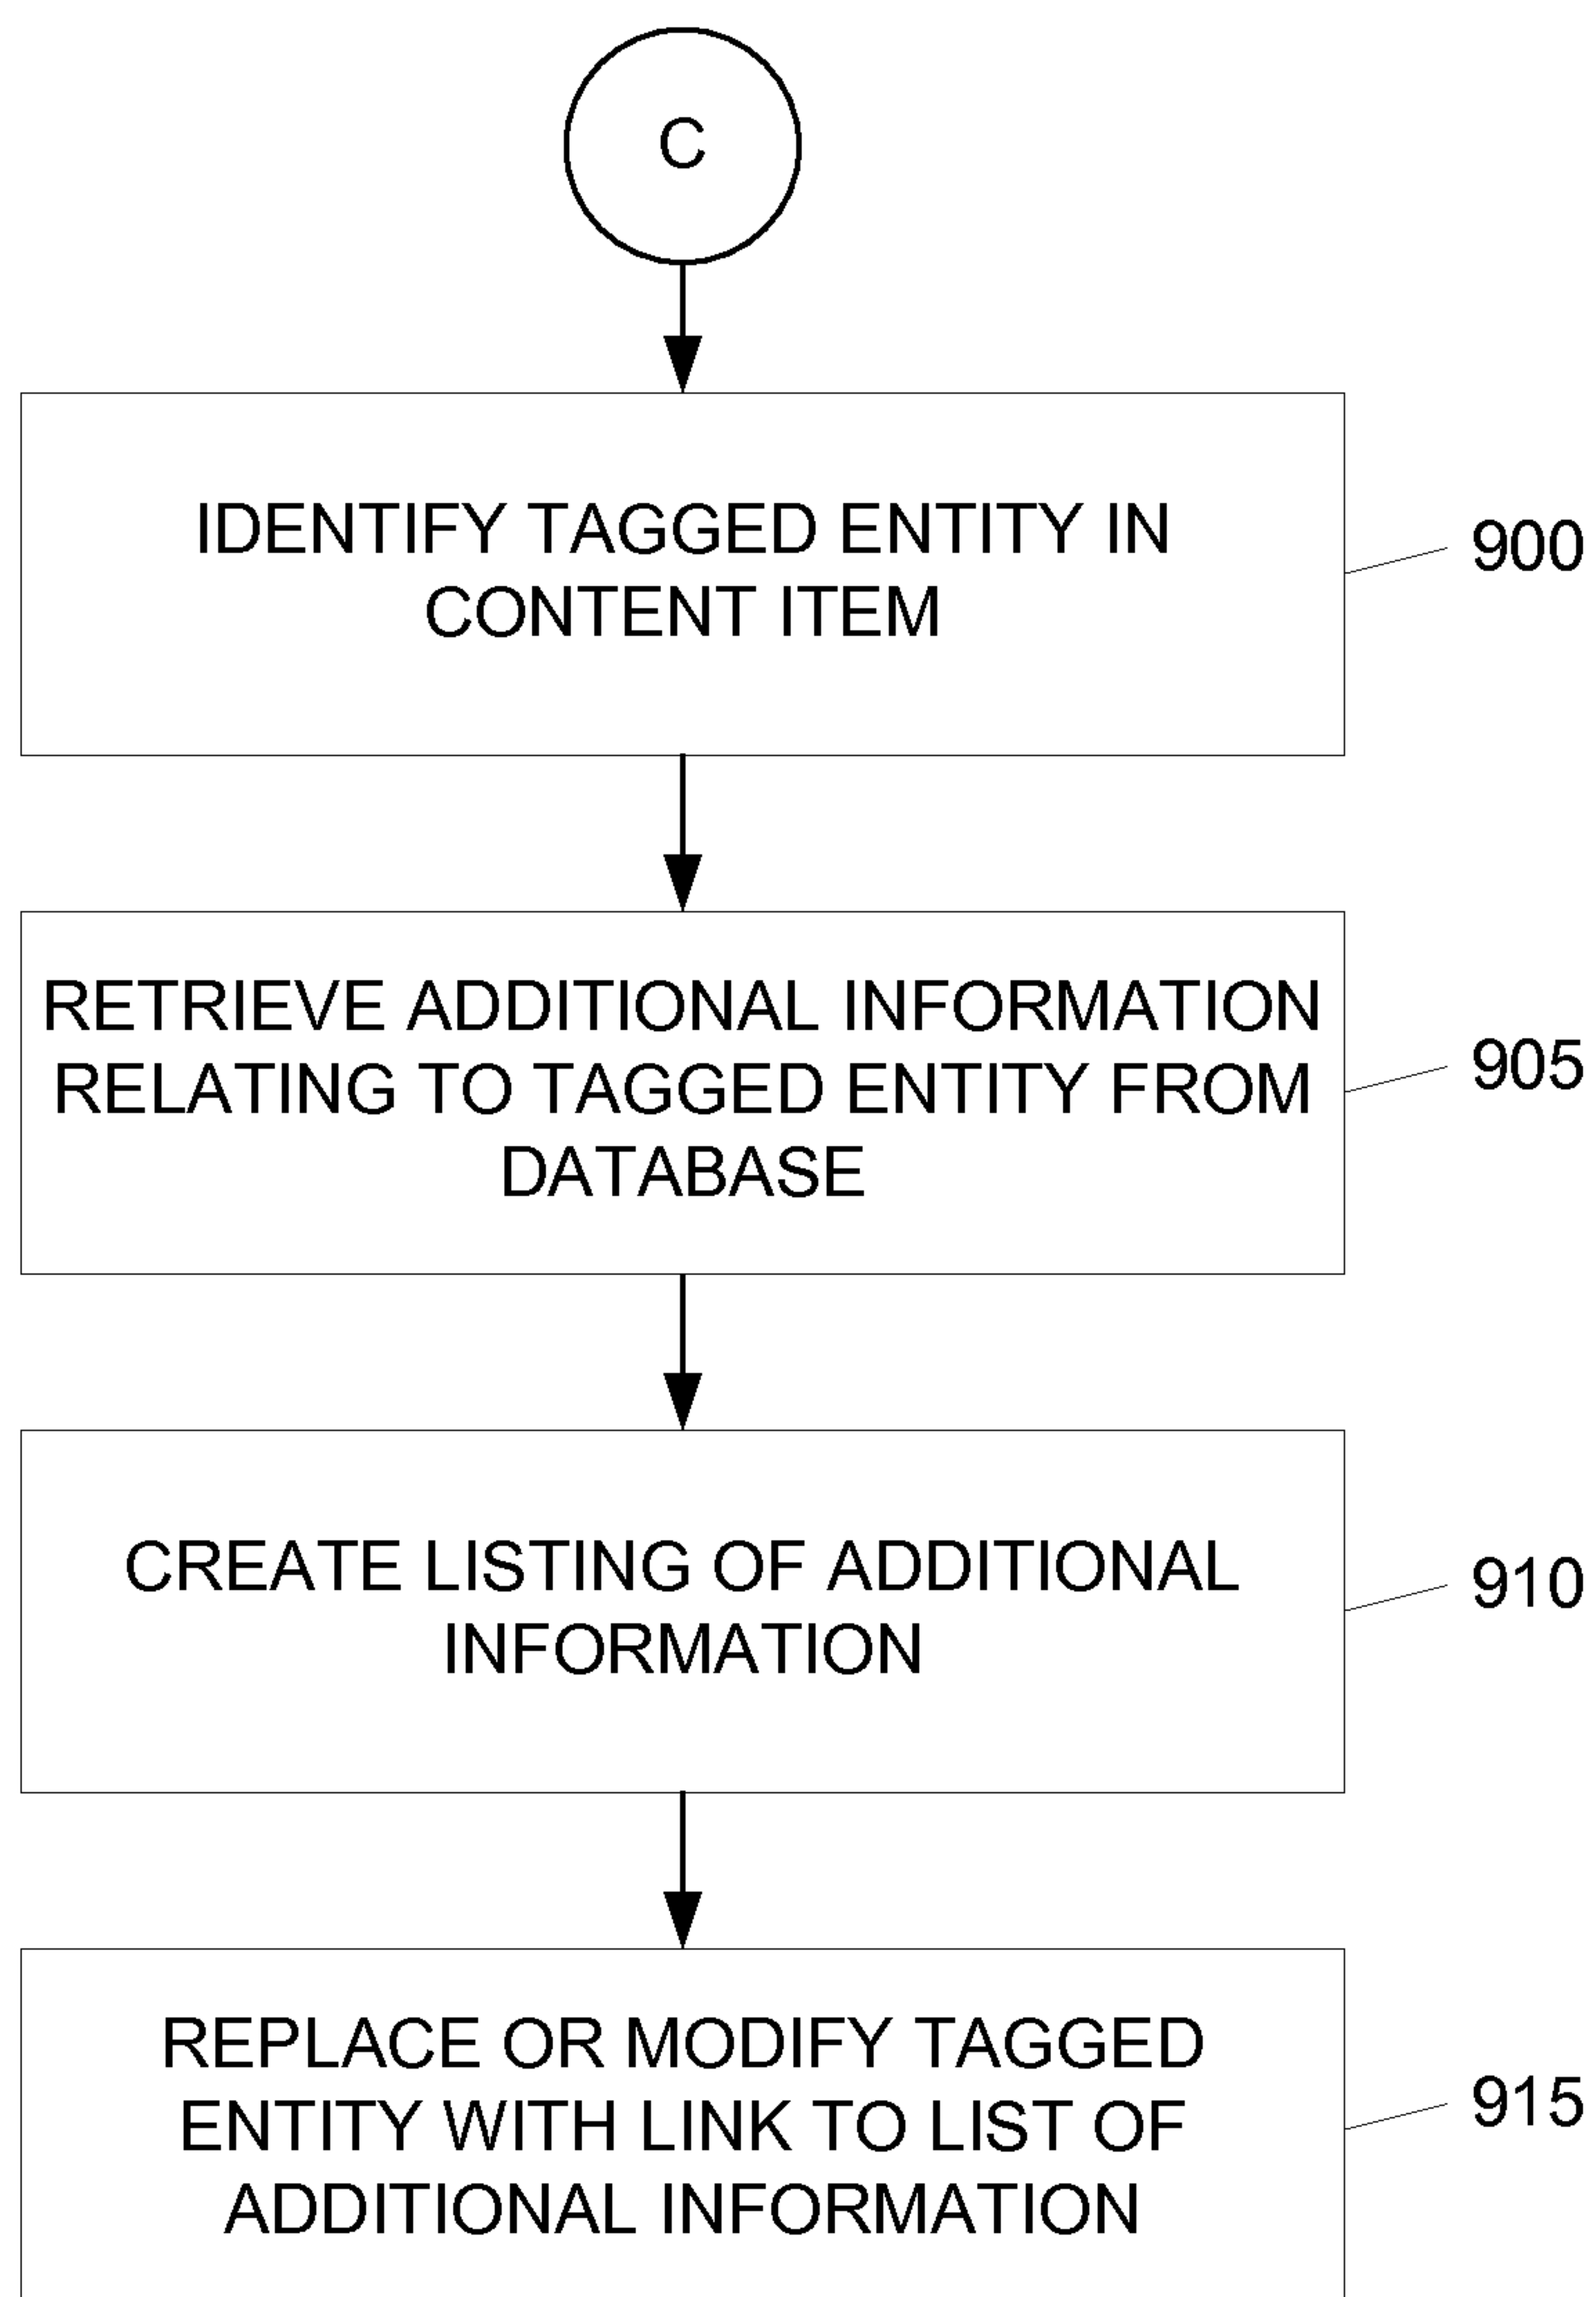 C
IDENTIFY TAGGED ENTITY IN
CONTENT ITEM
900
RETRIEVE ADDITIONAL INFORMATION
RELATING TO TAGGED ENTITY FROM
DATABASE
905
CREATE LISTING OF ADDITIONAL
INFORMATION
910
REPLACE OR MODIFY TAGGED
ENTITY WITH LINK TO LIST OF
ADDITIONAL INFORMATION
915